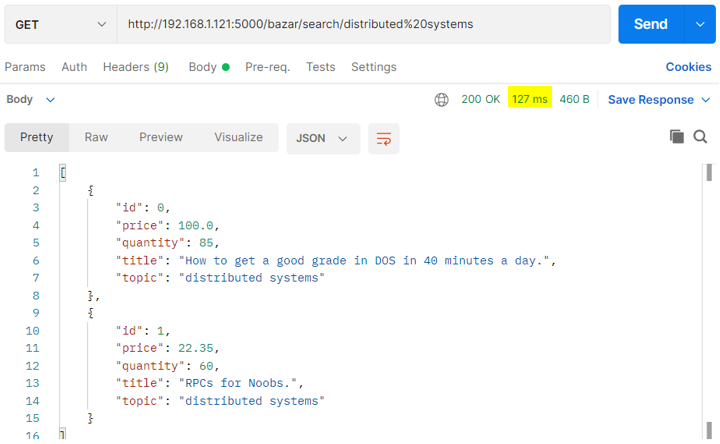 GET http://192.168.1.121:5000/bazar/search/distributed%20systems Send
Params Auth Headers (9) Body Pre-req. Tests Settings Cookies
Body 200 OK 127 ms 460 B Save Response
Pretty Raw Preview Visualize JSON
1 [
2 {
3 "id": 0,
4 "price": 100.0,
5 "quantity": 85,
6 "title": "How to get a good grade in DOS in 40 minutes a day.",
7 "topic": "distributed systems"
8 },
9 {
10 "id": 1,
11 "price": 22.35,
12 "quantity": 60,
13 "title": "RPCs for Noobs.",
14 "topic": "distributed systems"
15 }
16 ]